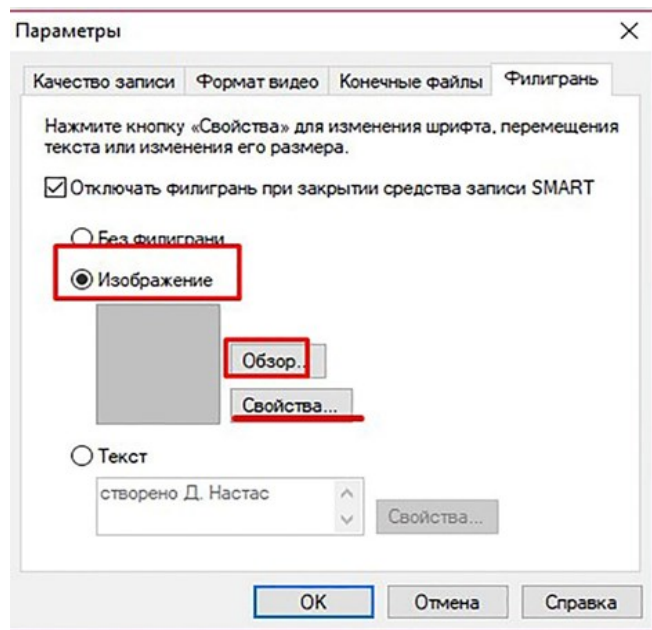 Параметры
Качество записи Формат видео Конечные файлы Филигрань
Нажмите кнопку «Свойства» для изменения шрифта, перемещения
текста или изменения его размера.
Отключать филигрань при закрытии средства записи SMART
Без филиграни
Изображение
Обзор...
Свойства...
Текст
створено Д. Настас
Свойства...
OK Отмена Справка